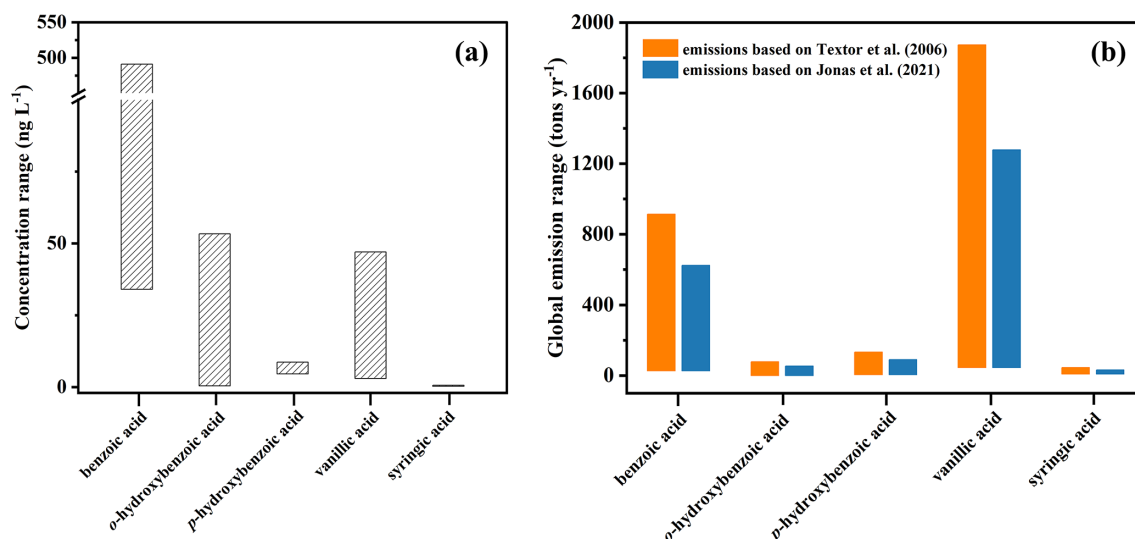 (a)
Concentration range (ng L⁻¹)
550
500
50
0
benzoic acid
o-hydroxybenzoic acid
p-hydroxybenzoic acid
vanillic acid
syringic acid
(b)
emissions based on Textor et al. (2006)
emissions based on Jonas et al. (2021)
Global emission range (tons yr⁻¹)
2000
1600
1200
800
400
0
benzoic acid
o-hydroxybenzoic acid
p-hydroxybenzoic acid
vanillic acid
syringic acid